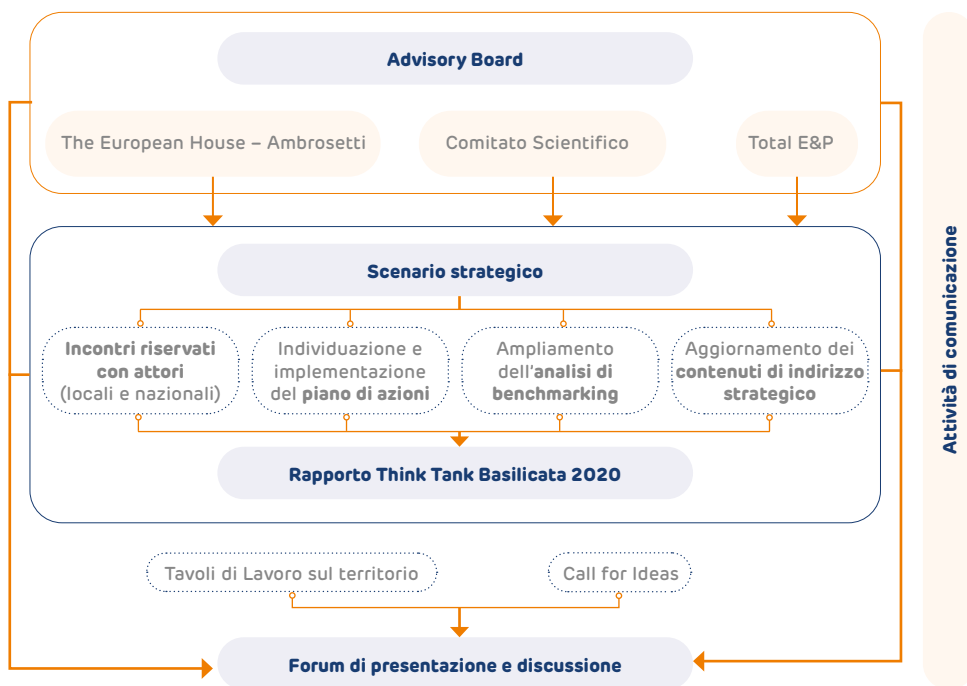 Advisory Board
The European House – Ambrosetti
Comitato Scientifico
Total E&P
Scenario strategico
Incontri riservati
con attori
(locali e nazionali)
Individuazione e
implementazione
del piano di azioni
Ampliamento
dell'analisi di
benchmarking
Aggiornamento dei
contenuti di indirizzo
strategico
Rapporto Think Tank Basilicata 2020
Tavoli di Lavoro sul territorio
Call for Ideas
Forum di presentazione e discussione
Attività di comunicazione